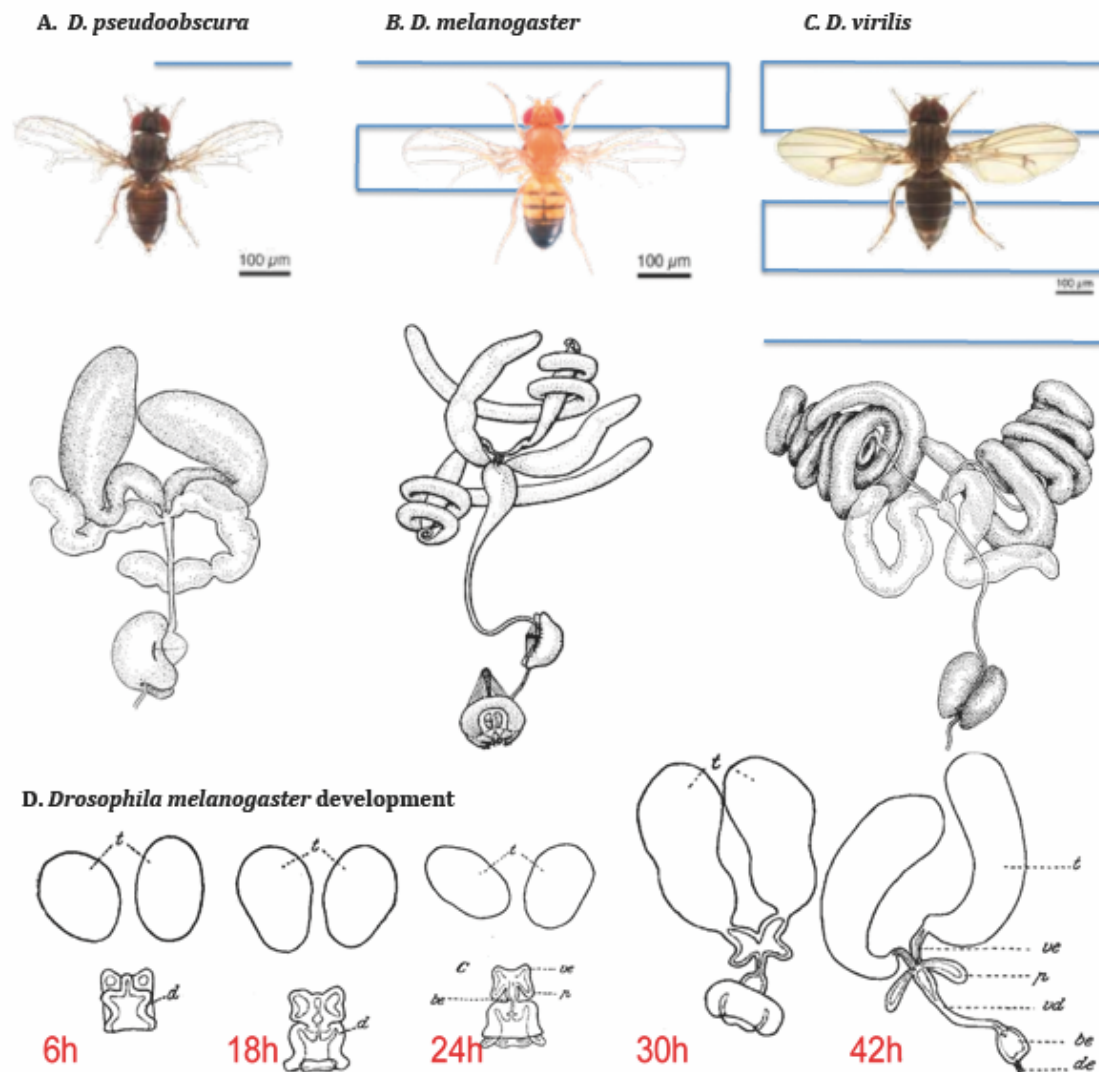 A. D. pseudoobscura
B. D. melanogaster
C. D. virilis
100 µm
100 µm
100 µm
D. Drosophila melanogaster development
t
t
t
t
t
d
d
c
ve
be
p
ve
p
vd
be
de
6h
18h
24h
30h
42h